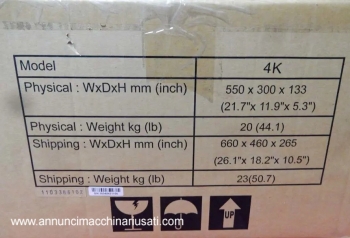 Model 4K
Physical : WxDxH mm (inch) 550 x 300 x 133
(21.7"x 11.9"x 5.3")
Physical : Weight kg (lb) 20 (44.1)
Shipping : WxDxH mm (inch) 660 x 460 x 265
(26.1"x 18.2"x 10.5")
Shipping : Weight kg (lb) 23(50.7)
UP
www.annuncimacchinariusati.com